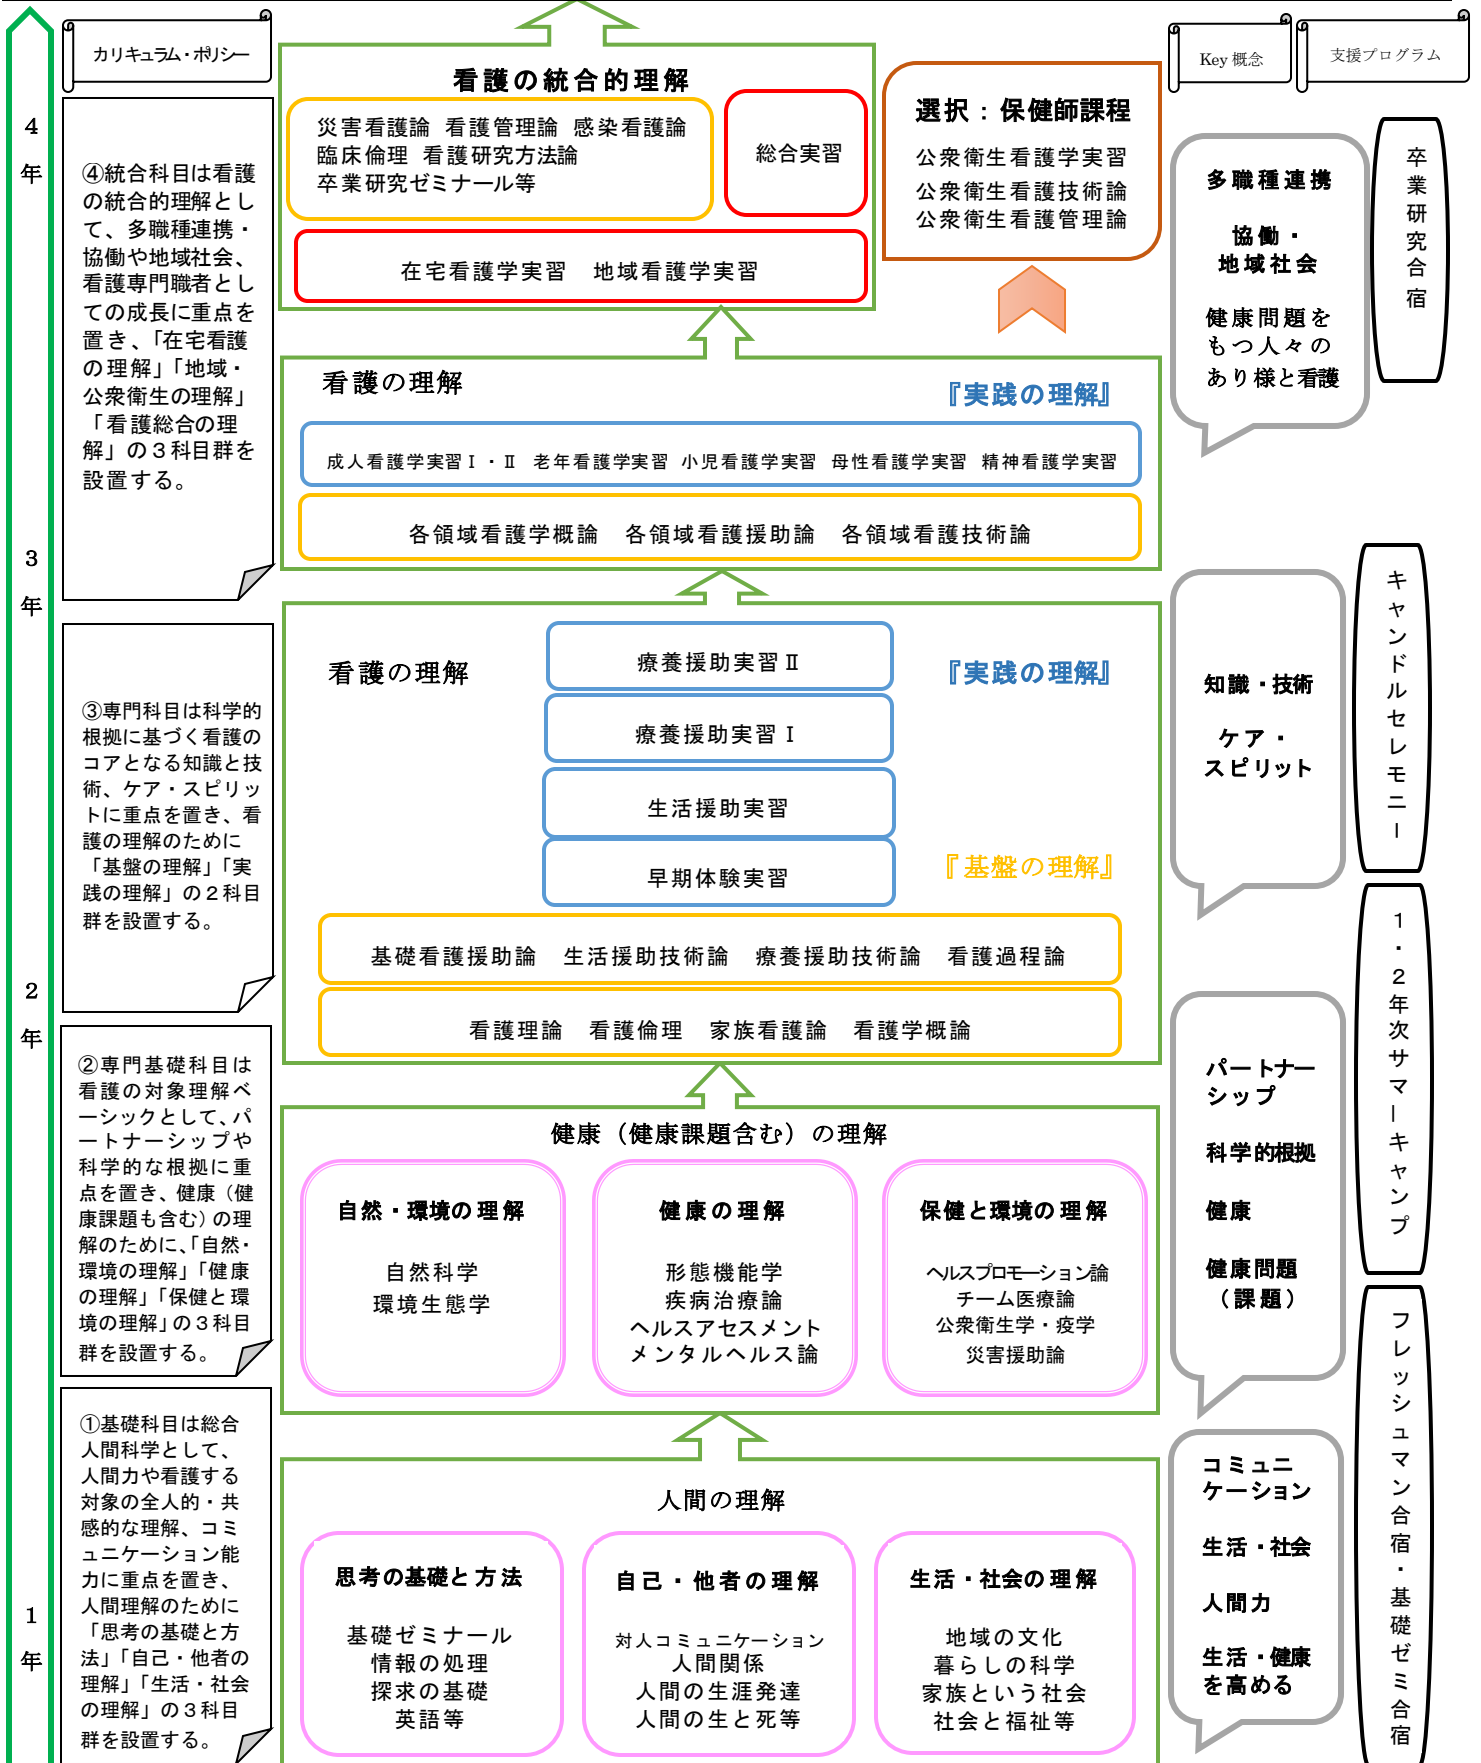 カリキュラム・ポリシー
Key 概念
支援プログラム
4
年
3
年
2
年
1
年
④統合科目は看護
の統合的理解とし
て、多職種連携・
協働や地域社会、
看護専門職者とし
ての成長に重点を
置き、「在宅看護
の理解」「地域・
公衆衛生の理解」
「看護総合の理
解」の３科目群を
設置する。
③専門科目は科学的
根拠に基づく看護の
コアとなる知識と技
術、ケア・スピリッ
トに重点を置き、看
護の理解のために
「基盤の理解」「実
践の理解」の２科目
群を設置する。
②専門基礎科目は
看護の対象理解ベ
ーシックとして、パ
ートナーシップや
科学的な根拠に重
点を置き、健康（健
康課題も含む）の理
解のために、「自然・
環境の理解」「健康
の理解」「保健と環
境の理解」の３科目
群を設置する。
①基礎科目は総合
人間科学として、
人間力や看護する
対象の全人的・共
感的な理解、コミ
ュニケーション能
力に重点を置き、
人間理解のために
「思考の基礎と方
法」「自己・他者の
理解」「生活・社会
の理解」の３科目
群を設置する。
看護の統合的理解
災害看護論 看護管理論 感染看護論
臨床倫理 看護研究方法論
卒業研究ゼミナール等
総合実習
在宅看護学実習 地域看護学実習
選択：保健師課程
公衆衛生看護学実習
公衆衛生看護技術論
公衆衛生看護管理論
看護の理解
『実践の理解』
成人看護学実習Ⅰ・Ⅱ 老年看護学実習 小児看護学実習 母性看護学実習 精神看護学実習
各領域看護学概論 各領域看護援助論 各領域看護技術論
看護の理解
『実践の理解』
療養援助実習Ⅱ
療養援助実習Ⅰ
生活援助実習
早期体験実習
『基盤の理解』
基礎看護援助論 生活援助技術論 療養援助技術論 看護過程論
看護理論 看護倫理 家族看護論 看護学概論
健康（健康課題含む）の理解
自然・環境の理解
自然科学
環境生態学
健康の理解
形態機能学
疾病治療論
ヘルスアセスメント
メンタルヘルス論
保健と環境の理解
ヘルスプロモーション論
チーム医療論
公衆衛生学・疫学
災害援助論
人間の理解
思考の基礎と方法
基礎ゼミナール
情報の処理
探求の基礎
英語等
自己・他者の理解
対人コミュニケーション
人間関係
人間の生涯発達
人間の生と死等
生活・社会の理解
地域の文化
暮らしの科学
家族という社会
社会と福祉等
多職種連携
協働・
地域社会
健康問題を
もつ人々の
あり様と看護
知識・技術
ケア・
スピリット
パートナー
シップ
科学的根拠
健康
健康問題
（課題）
コミュニ
ケーション
生活・社会
人間力
生活・健康
を高める
卒業研究合宿
キャンドルセレモニー
１・２年次サマーキャンプ
フレッシュマン合宿・基礎ゼミ合宿